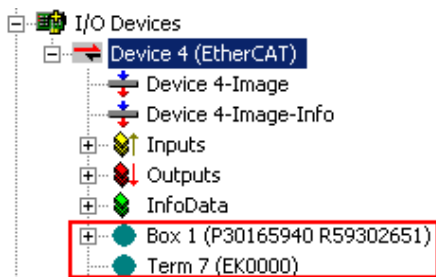 I/O Devices
Device 4 (EtherCAT)
Device 4-Image
Device 4-Image-Info
Inputs
Outputs
InfoData
Box 1 (P30165940 R59302651)
Term 7 (EK0000)